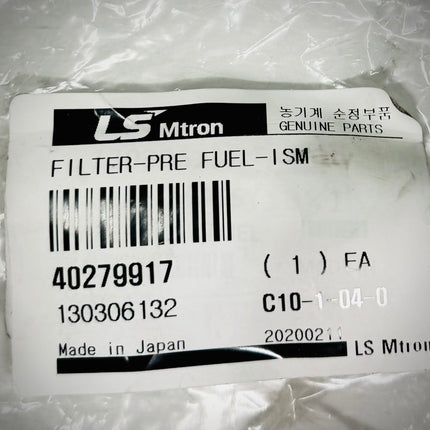 LS Mtron
농기계 순정부품
GENUINE PARTS
FILTER-PRE FUEL-ISM
40279917
( 1 ) EA
130306132
C10-1-04-0
Made in Japan
20200211
LS Mtron